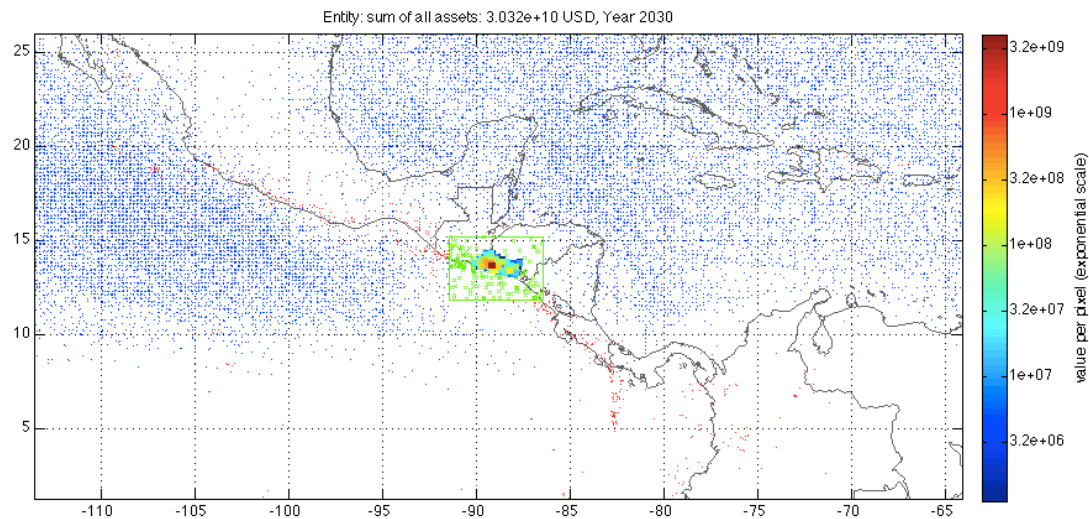 Entity: sum of all assets: 3.032e+10 USD, Year 2030
25
20
15
10
5
-110 -105 -100 -95 -90 -85 -80 -75 -70 -65
3.2e+09
1e+09
3.2e+08
1e+08
3.2e+07
1e+07
3.2e+06
value per pixel (exponential scale)